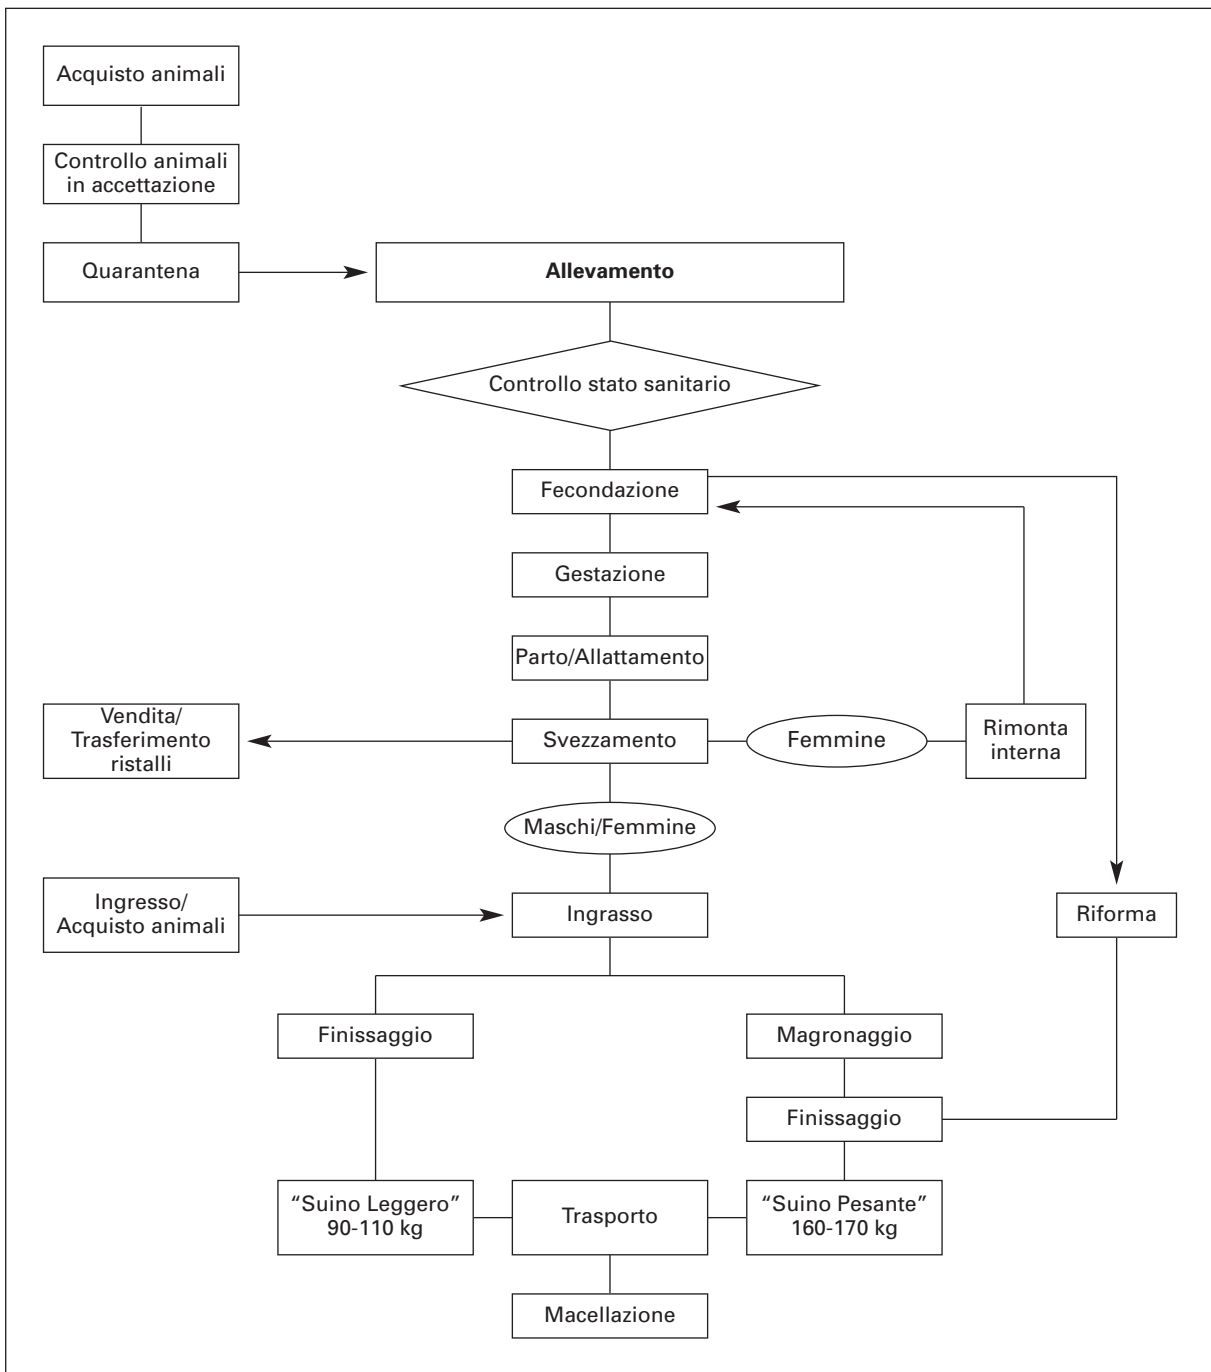 Acquisto animali
Controllo animali
in accettazione
Quarantena
Allevamento
Controllo stato sanitario
Fecondazione
Gestazione
Parto/Allattamento
Vendita/
Trasferimento
ristalli
Svezzamento
Femmine
Rimonta
interna
Maschi/Femmine
Ingresso/
Acquisto animali
Ingrasso
Riforma
Finissaggio
Magronaggio
Finissaggio
“Suino Leggero”
90-110 kg
Trasporto
“Suino Pesante”
160-170 kg
Macellazione